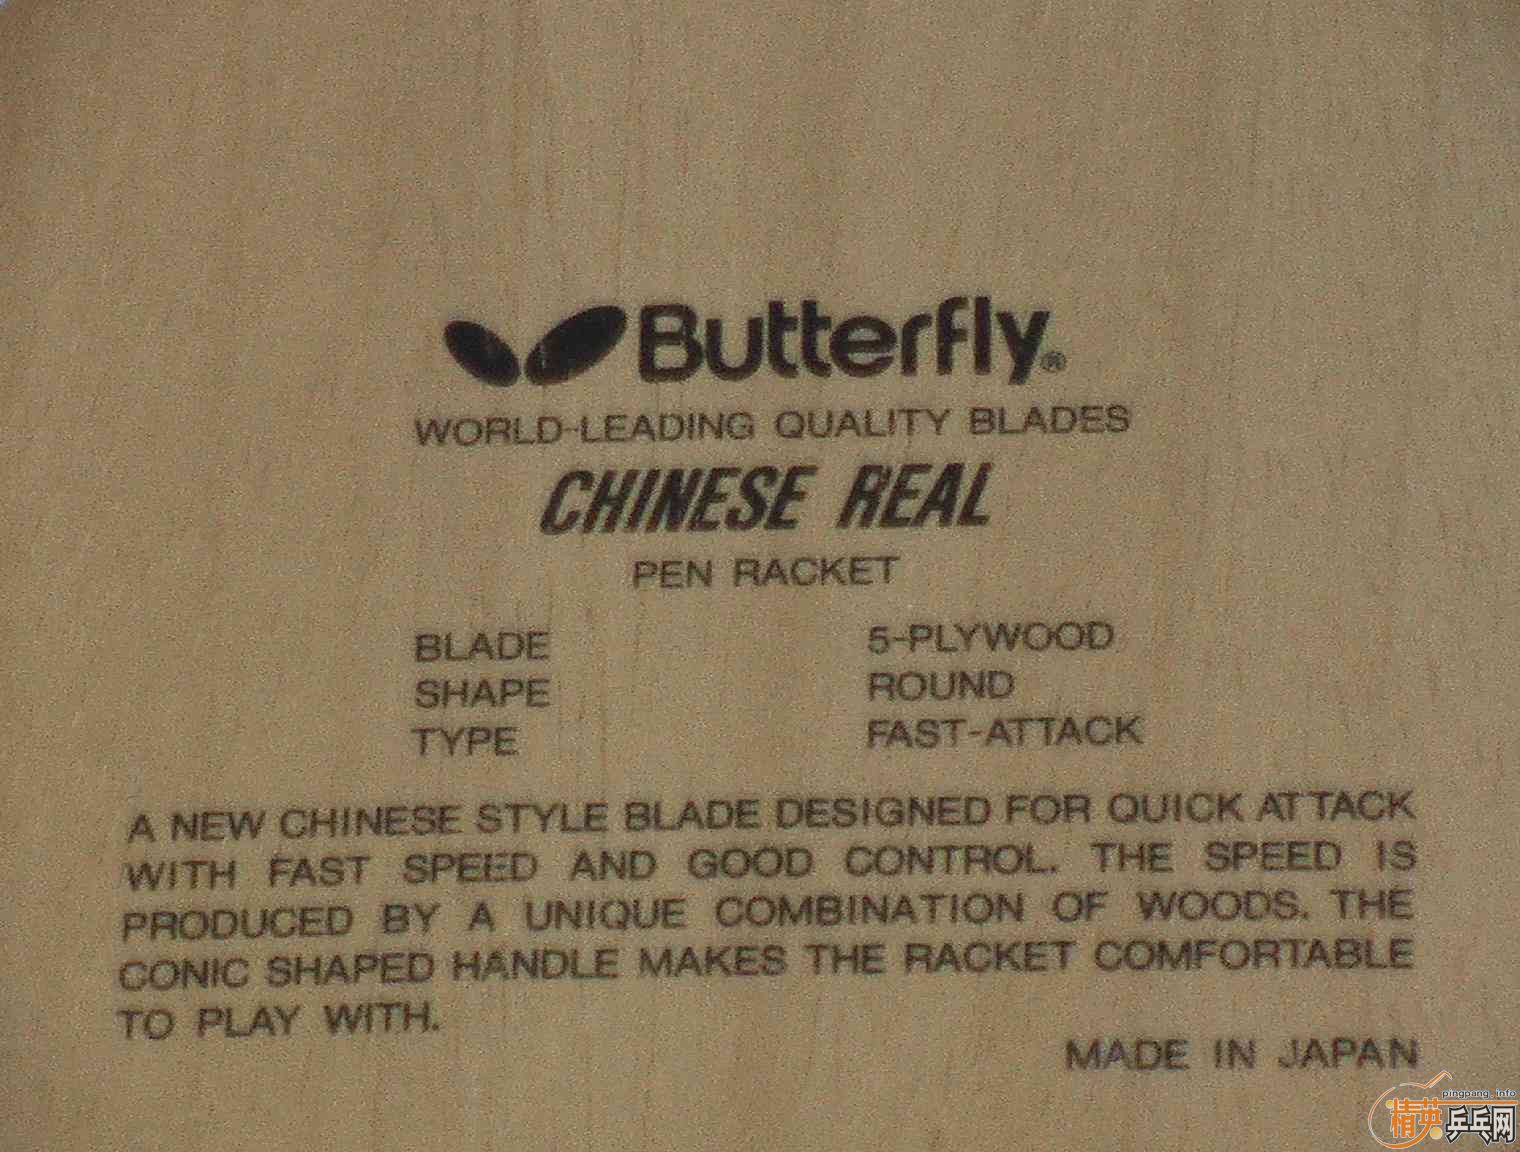 Butterfly®
WORLD-LEADING QUALITY BLADES
CHINESE REAL
PEN RACKET
BLADE 5-PLYWOOD
SHAPE ROUND
TYPE FAST-ATTACK
A NEW CHINESE STYLE BLADE DESIGNED FOR QUICK ATTACK
WITH FAST SPEED AND GOOD CONTROL. THE SPEED IS
PRODUCED BY A UNIQUE COMBINATION OF WOODS. THE
CONIC SHAPED HANDLE MAKES THE RACKET COMFORTABLE
TO PLAY WITH.
MADE IN JAPAN
pingpang.info
精英乒乓网